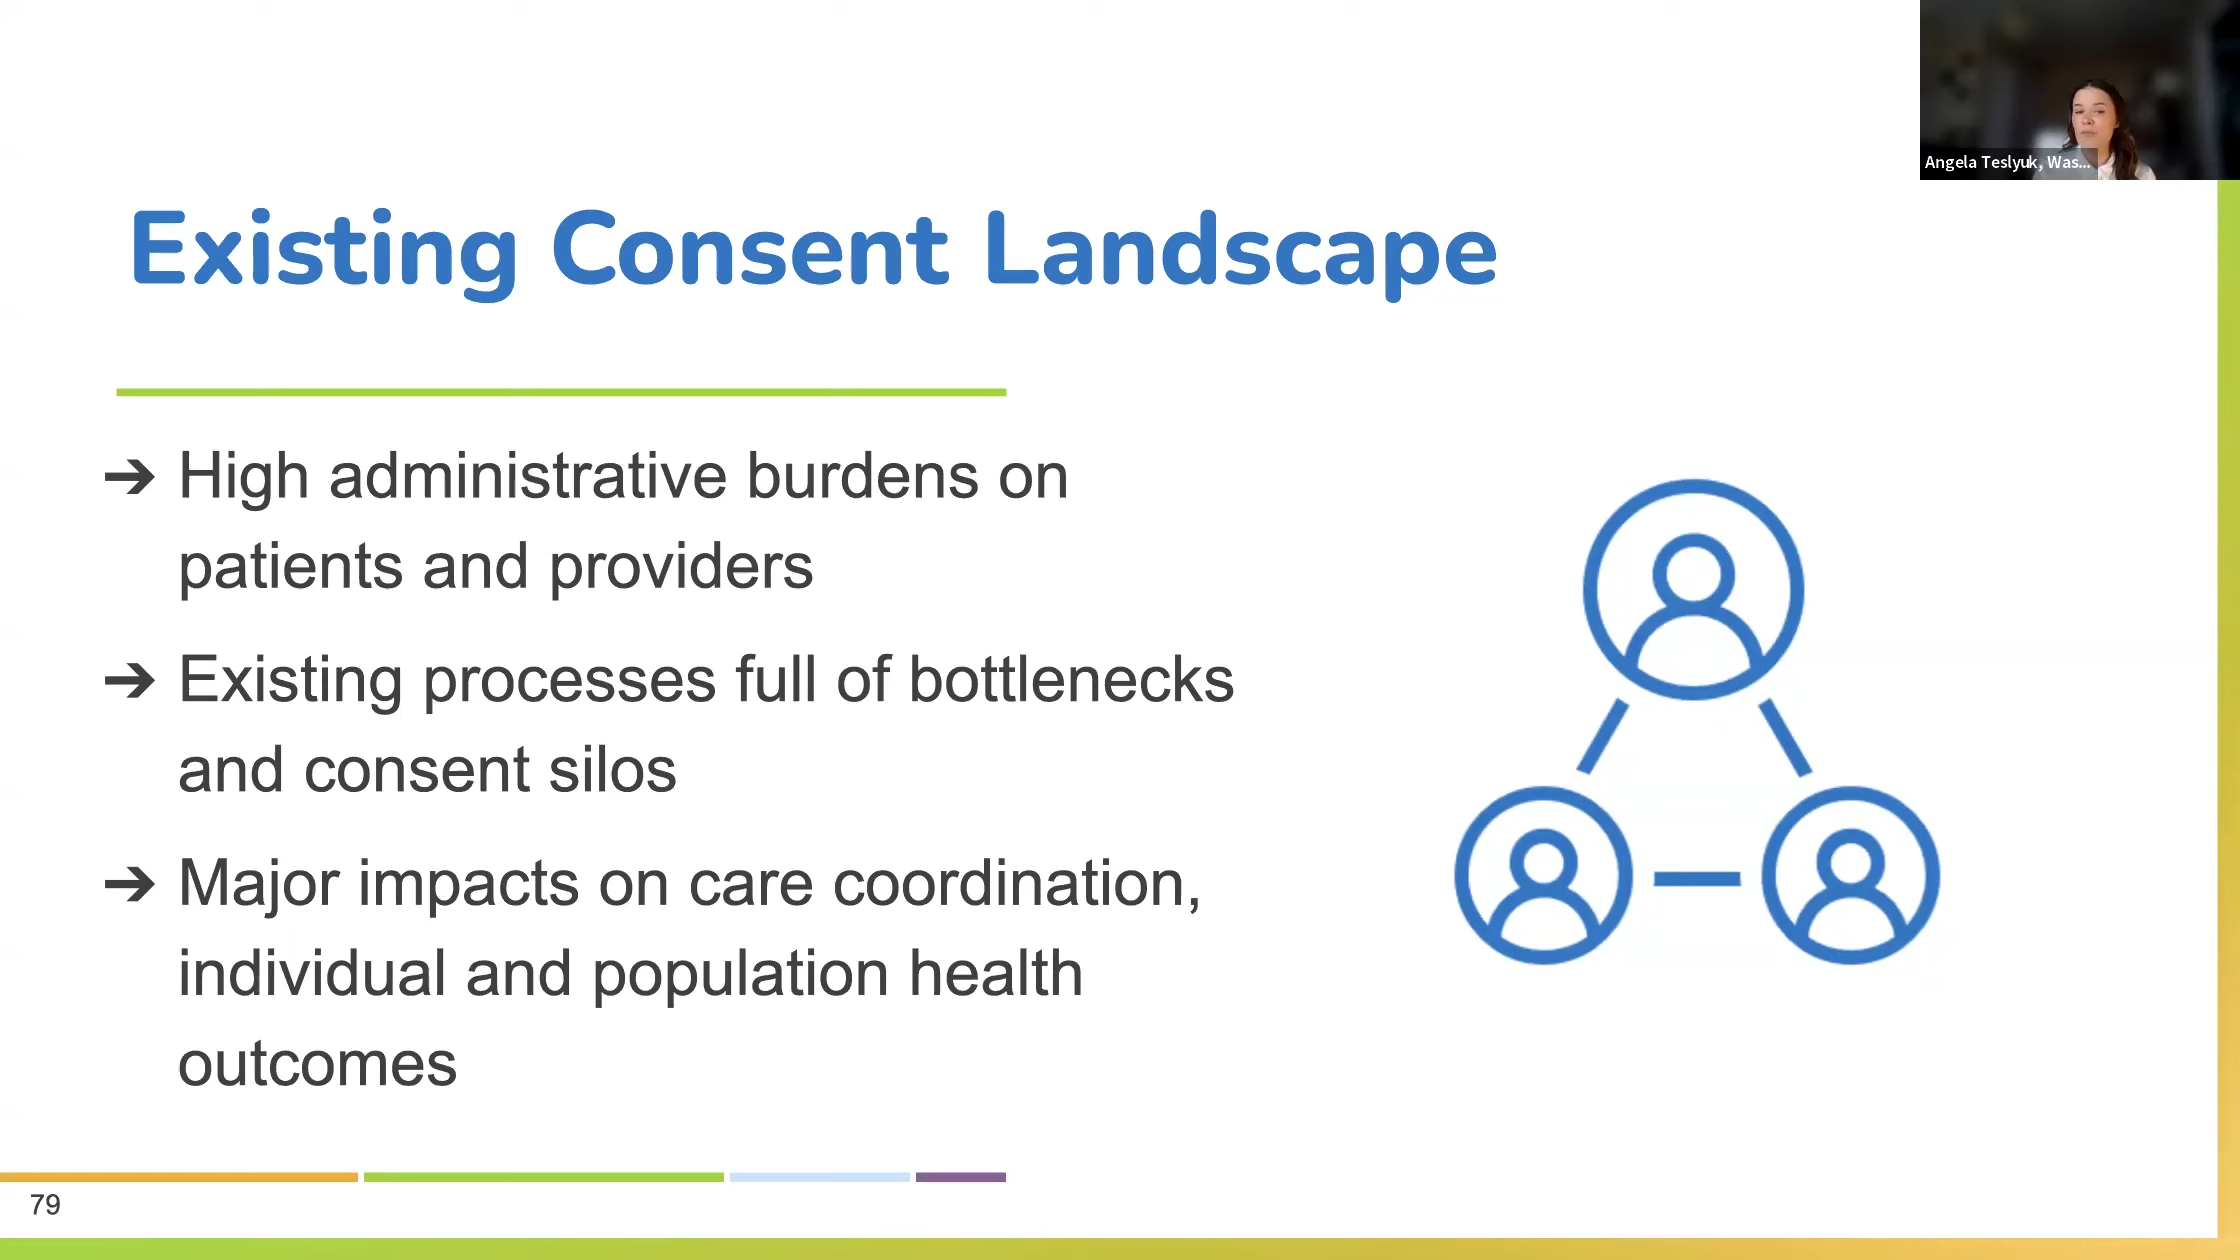 Angela Teslyuk, Was...
Existing Consent Landscape
➔ High administrative burdens on
patients and providers
➔ Existing processes full of bottlenecks
and consent silos
➔ Major impacts on care coordination,
individual and population health
outcomes
79